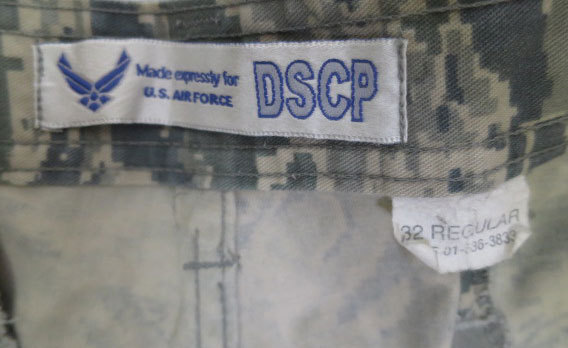 Made expressly for
U.S. AIR FORCE
DSCP
32 REGULAR